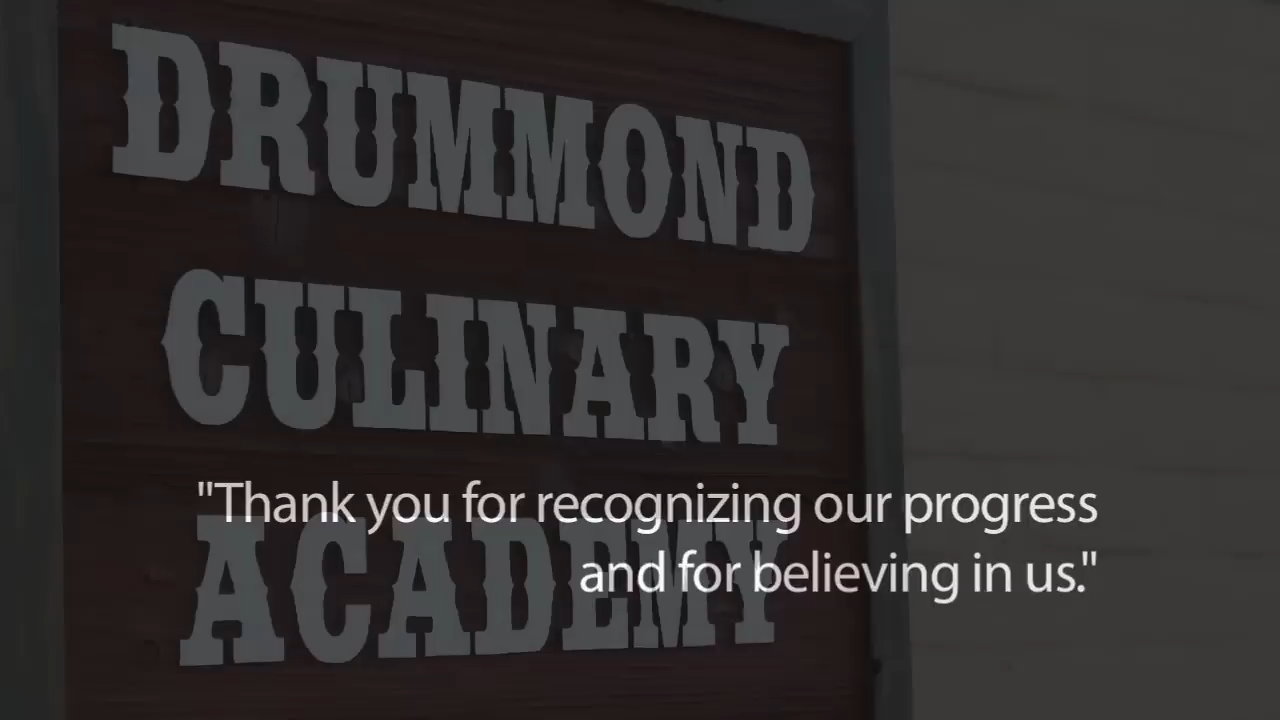 DRUMMOND
CULINARY
ACADEMY
"Thank you for recognizing our progress
and for believing in us."